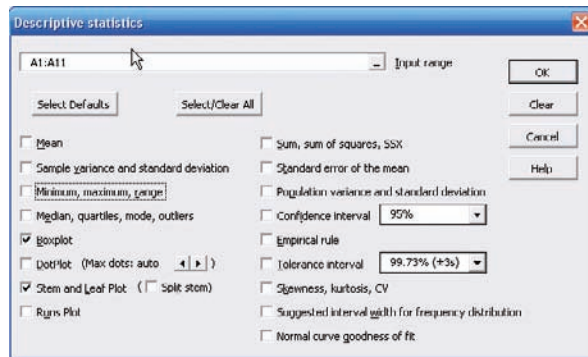 Descriptive statistics
A1:A11
Input range
OK
Select Defaults
Select/Clear All
Clear
Cancel
Help
Mean
Sample variance and standard deviation
Minimum, maximum, range
Median, quartiles, mode, outliers
Boxplot
DotPlot (Max dots: auto )
Stem and Leaf Plot ( Split stem)
Runs Plot
Sum, sum of squares, SSX
Standard error of the mean
Population variance and standard deviation
Confidence interval 95%
Empirical rule
Tolerance interval 99.73% (+3s)
Skewness, kurtosis, CV
Suggested interval width for frequency distribution
Normal curve goodness of fit